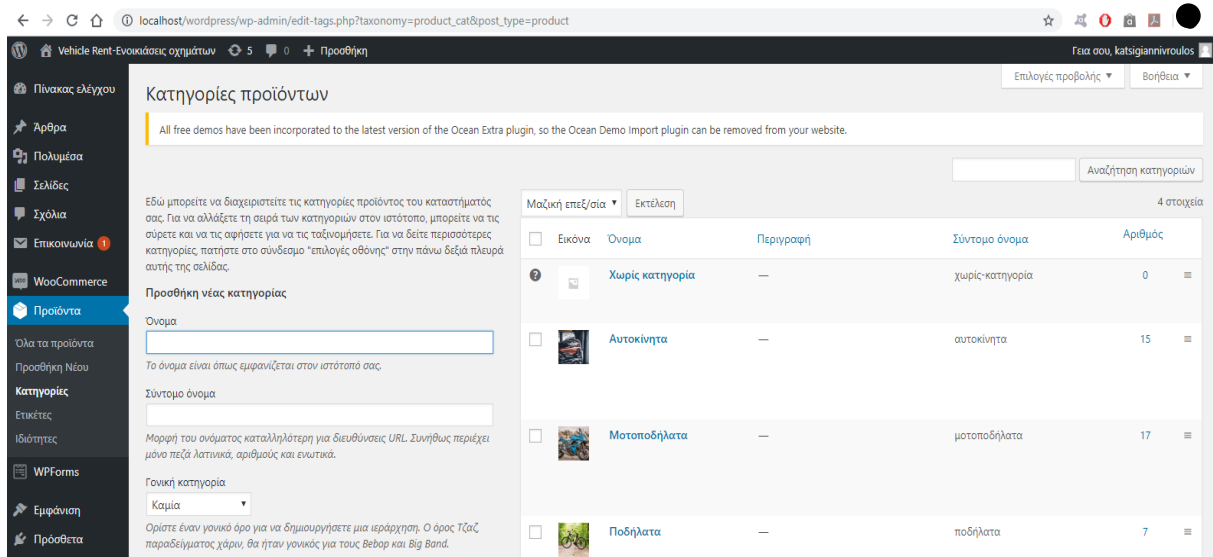 localhost/wordpress/wp-admin/edit-tags.php?taxonomy=product_cat&post_type=product
Vehicle Rent-Ενοικιάσεις οχημάτων 5 0 + Προσθήκη
Γεια σου, katsigiannivroulos
Πίνακας ελέγχου
Άρθρα
Πολυμέσα
Σελίδες
Σχόλια
Επικοινωνία 1
WooCommerce
Προϊόντα
Όλα τα προϊόντα
Προσθήκη Νέου
Κατηγορίες
Ετικέτες
Ιδιότητες
WPForms
Εμφάνιση
Πρόσθετα
Επιλογές προβολής ▼
Βοήθεια ▼
Κατηγορίες προϊόντων
All free demos have been incorporated to the latest version of the Ocean Extra plugin, so the Ocean Demo Import plugin can be removed from your website.
Αναζήτηση κατηγοριών
Εδώ μπορείτε να διαχειριστείτε τις κατηγορίες προϊόντος του καταστήματός
σας. Για να αλλάξετε τη σειρά των κατηγοριών στον ιστότοπο, μπορείτε να τις
σύρετε και να τις αφήσετε για να τις ταξινομήσετε. Για να δείτε περισσότερες
κατηγορίες, πατήστε στο σύνδεσμο "επιλογές οθόνης" στην πάνω δεξιά πλευρά
αυτής της σελίδας.
Προσθήκη νέας κατηγορίας
Όνομα
Το όνομα είναι όπως εμφανίζεται στον ιστότοπό σας.
Σύντομο όνομα
Μορφή του ονόματος καταλληλότερη για διευθύνσεις URL. Συνήθως περιέχει
μόνο πεζά λατινικά, αριθμούς και ενωτικά.
Γονική κατηγορία
Καμία
Ορίστε έναν γονικό όρο για να δημιουργήσετε μια ιεράρχηση. Ο όρος Τζαζ,
παραδείγματος χάριν, θα ήταν γονικός για τους Bebop και Big Band.
Μαζική επεξ/σία ▼ Εκτέλεση
4 στοιχεία
Εικόνα Όνομα Περιγραφή Σύντομο όνομα Αριθμός
Χωρίς κατηγορία — χωρίς-κατηγορία 0
Αυτοκίνητα — αυτοκίνητα 15
Μοτοποδήλατα — μοτοποδήλατα 17
Ποδήλατα — ποδήλατα 7